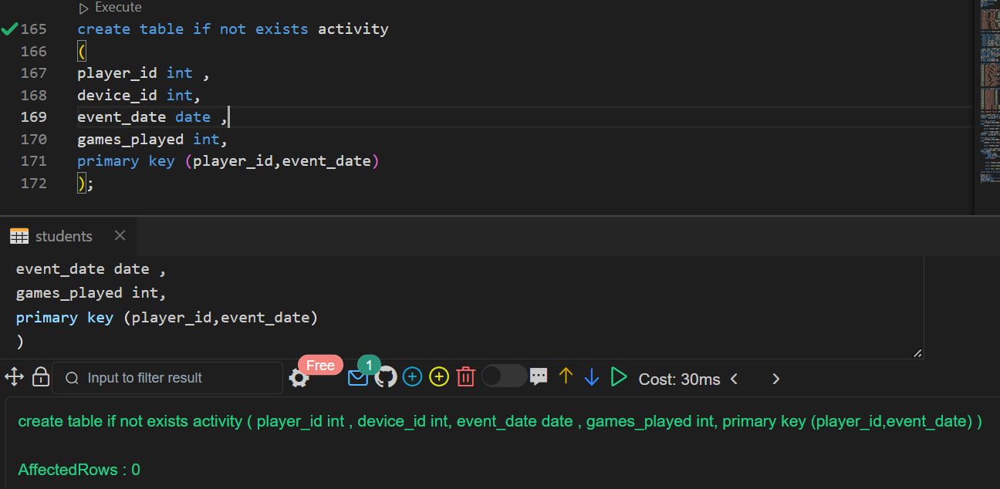 Execute
165 create table if not exists activity
166 (
167 player_id int ,
168 device_id int,
169 event_date date ,
170 games_played int,
171 primary key (player_id,event_date)
172 );
students
event_date date ,
games_played int,
primary key (player_id,event_date)
)
Input to filter result
Free
1
Cost: 30ms
create table if not exists activity ( player_id int , device_id int, event_date date , games_played int, primary key (player_id,event_date) )
AffectedRows : 0